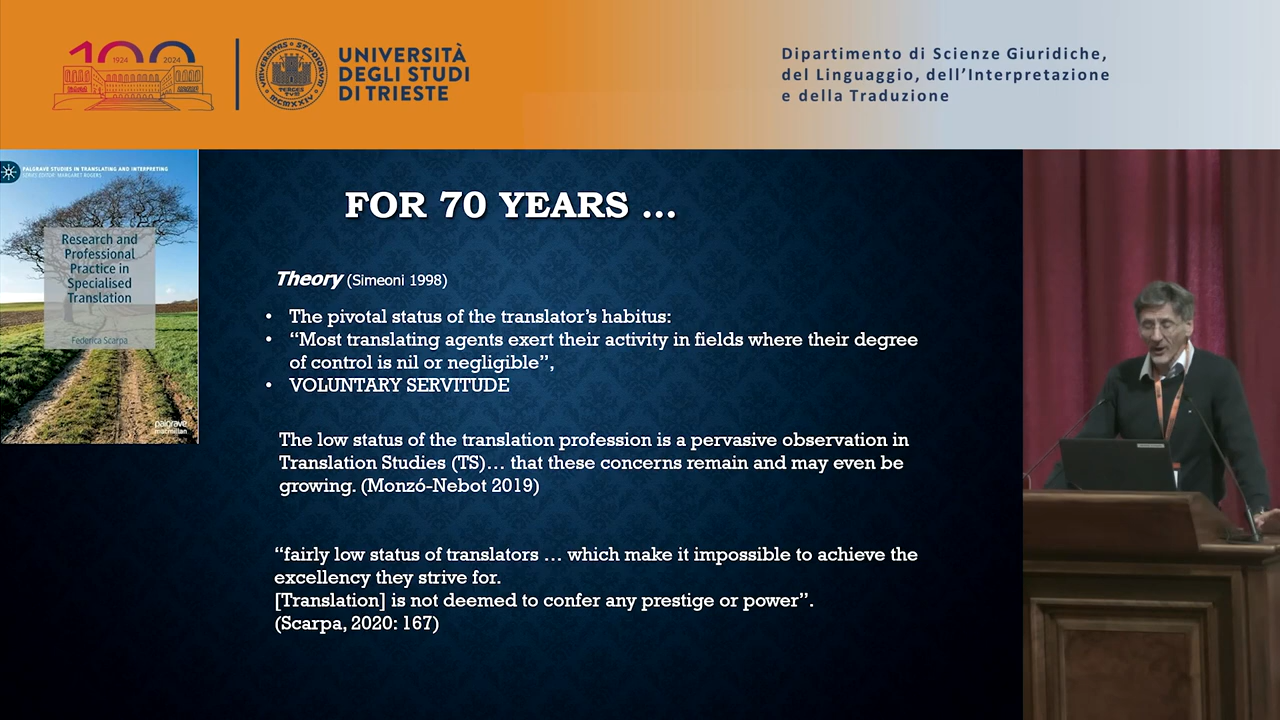 100
1924 2024
UNIVERSITAS STUDIORUM
TERGES
TVM
MCMXXIV
UNIVERSITÀ
DEGLI STUDI
DI TRIESTE
Dipartimento di Scienze Giuridiche,
del Linguaggio, dell’Interpretazione
e della Traduzione
PALGRAVE STUDIES IN TRANSLATING AND INTERPRETING
SERIES EDITOR: MARGARET ROGERS
Research and
Professional
Practice in
Specialised
Translation
Federica Scarpa
palgrave
macmillan
FOR 70 YEARS …
Theory (Simeoni 1998)
• The pivotal status of the translator’s habitus:
• “Most translating agents exert their activity in fields where their degree
of control is nil or negligible”,
• VOLUNTARY SERVITUDE
The low status of the translation profession is a pervasive observation in
Translation Studies (TS)… that these concerns remain and may even be
growing. (Monzó-Nebot 2019)
“fairly low status of translators … which make it impossible to achieve the
excellency they strive for.
[Translation] is not deemed to confer any prestige or power”.
(Scarpa, 2020: 167)